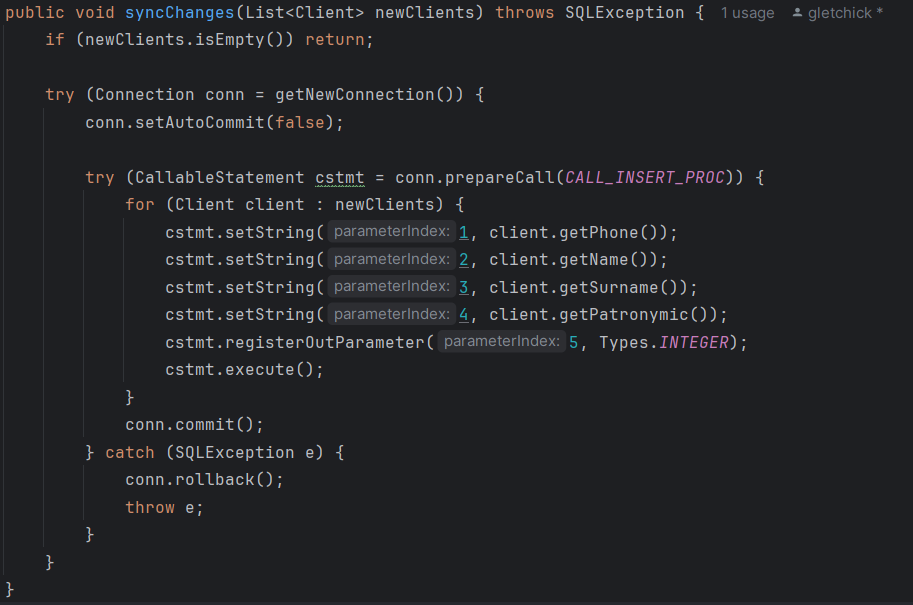 public void syncChanges(List<Client> newClients) throws SQLException { 1 usage gletchick *
    if (newClients.isEmpty()) return;

    try (Connection conn = getNewConnection()) {
        conn.setAutoCommit(false);

        try (CallableStatement cstmt = conn.prepareCall(CALL_INSERT_PROC)) {
            for (Client client : newClients) {
                cstmt.setString( parameterIndex: 1, client.getPhone());
                cstmt.setString( parameterIndex: 2, client.getName());
                cstmt.setString( parameterIndex: 3, client.getSurname());
                cstmt.setString( parameterIndex: 4, client.getPatronymic());
                cstmt.registerOutParameter( parameterIndex: 5, Types.INTEGER);
                cstmt.execute();
            }
            conn.commit();
        } catch (SQLException e) {
            conn.rollback();
            throw e;
        }
    }
}